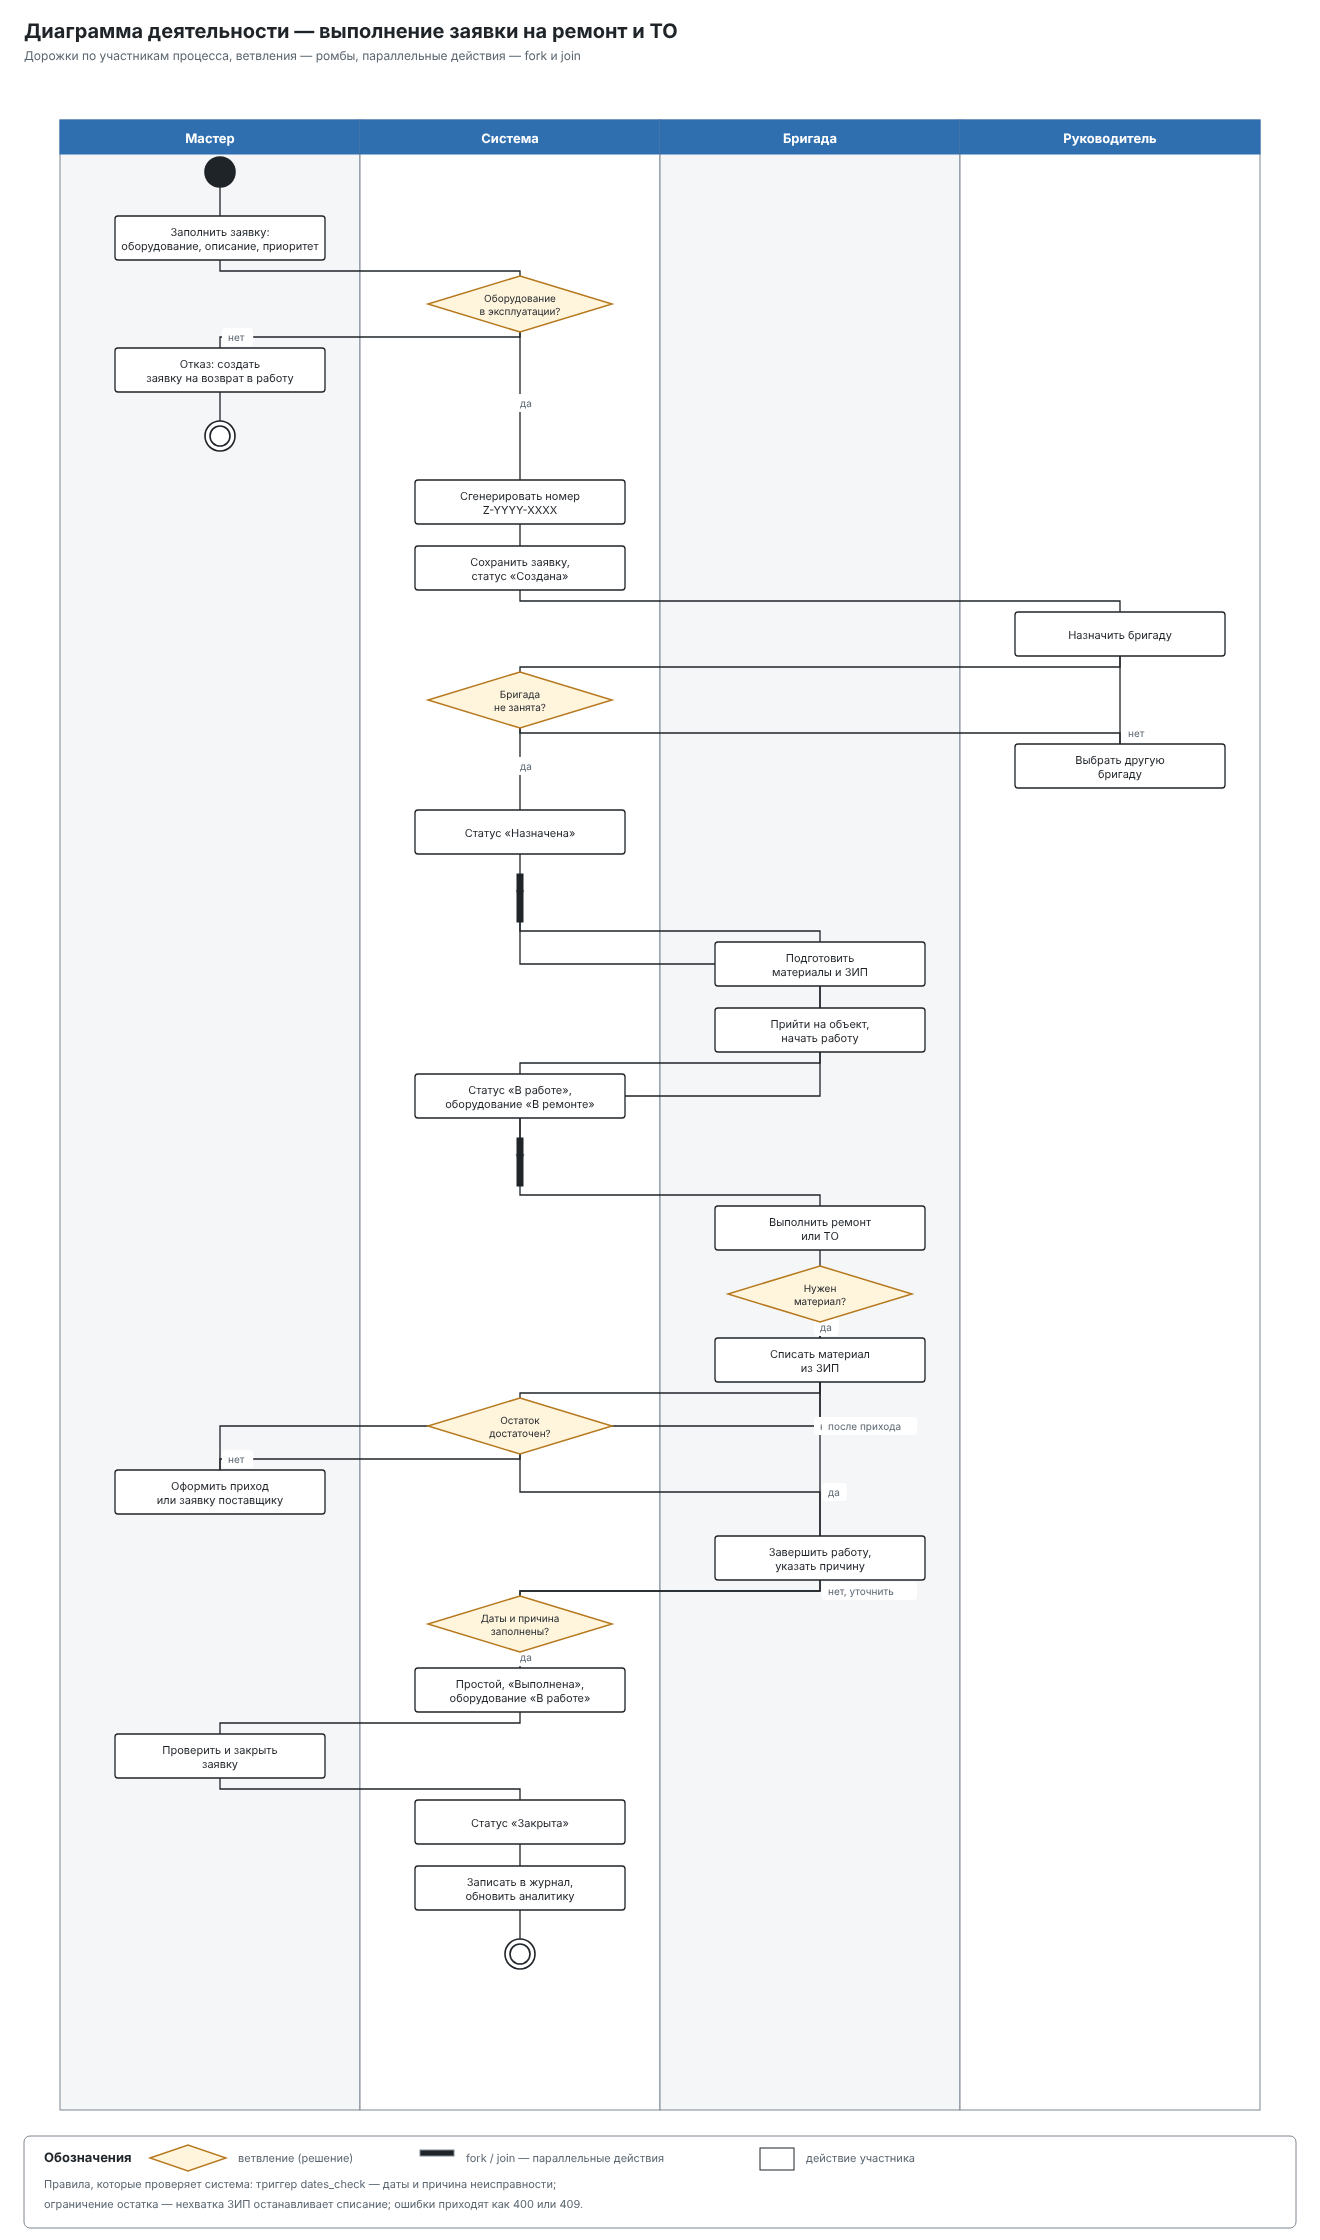 Диаграмма деятельности — выполнение заявки на ремонт и ТО
Дорожки по участникам процесса, ветвления — ромбы, параллельные действия — fork и join
Мастер
Система
Бригада
Руководитель
Заполнить заявку:
оборудование, описание, приоритет
Оборудование
в эксплуатации?
нет
Отказ: создать
заявку на возврат в работу
да
Сгенерировать номер
Z-YYYY-XXXX
Сохранить заявку,
статус «Создана»
Назначить бригаду
Бригада
не занята?
нет
Выбрать другую
бригаду
да
Статус «Назначена»
Подготовить
материалы и ЗИП
Прийти на объект,
начать работу
Статус «В работе»,
оборудование «В ремонте»
Выполнить ремонт
или ТО
Нужен
материал?
да
Списать материал
из ЗИП
Остаток
достаточен?
после прихода
нет
Оформить приход
или заявку поставщику
да
Завершить работу,
указать причину
нет, уточнить
Даты и причина
заполнены?
да
Простой, «Выполнена»,
оборудование «В работе»
Проверить и закрыть
заявку
Статус «Закрыта»
Записать в журнал,
обновить аналитику
Обозначения
ветвление (решение)
fork / join — параллельные действия
действие участника
Правила, которые проверяет система: триггер dates_check — даты и причина неисправности;
ограничение остатка — нехватка ЗИП останавливает списание; ошибки приходят как 400 или 409.